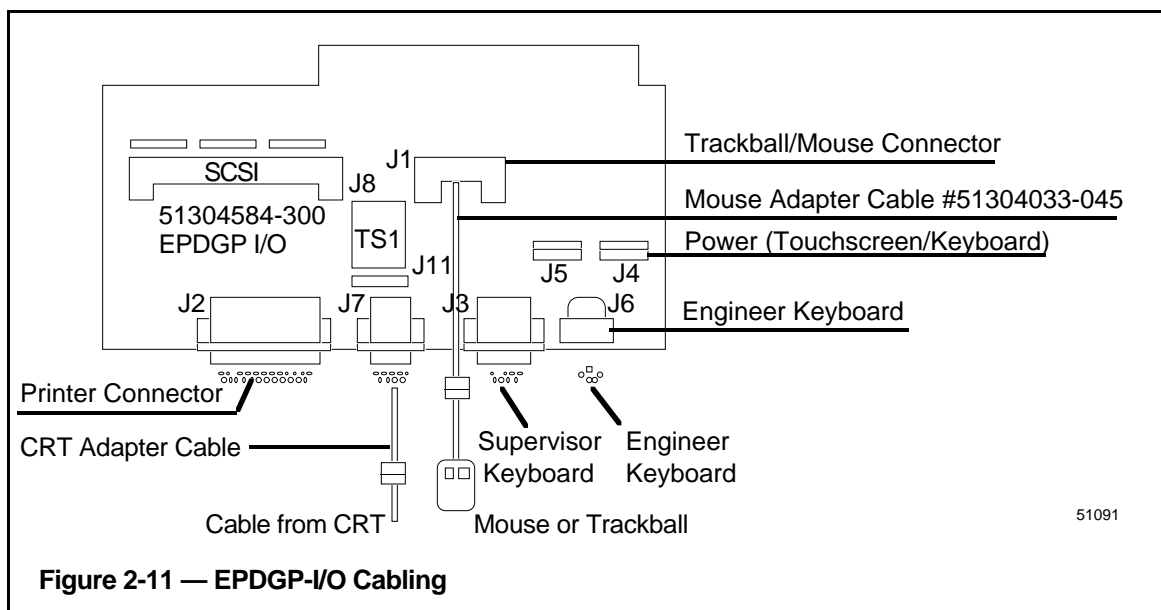 Trackball/Mouse Connector
J1
SCSI
J8
Mouse Adapter Cable #51304033-045
51304584-300
EPDGP I/O
TS1
Power (Touchscreen/Keyboard)
J11
J5
J4
J2
J7
J3
J6
Engineer Keyboard
Printer Connector
CRT Adapter Cable
Supervisor
Keyboard
Engineer
Keyboard
Cable from CRT
Mouse or Trackball
51091
Figure 2-11 — EPDGP-I/O Cabling